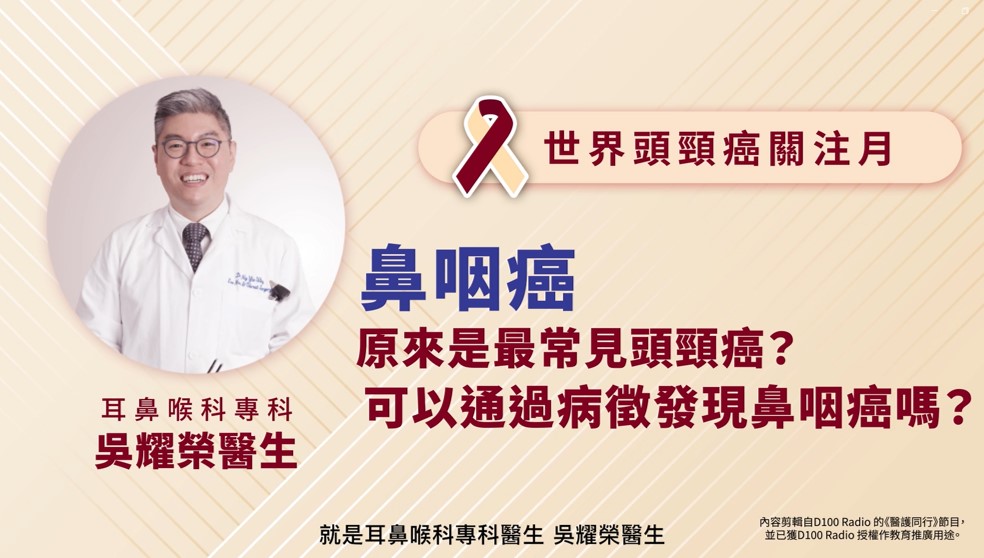 世界頭頸癌關注月
鼻咽癌
原來是最常見頭頸癌？
可以通過病徵發現鼻咽癌嗎？
耳鼻喉科專科
吳耀榮醫生
就是耳鼻喉科專科醫生 吳耀榮醫生
內容剪輯自D100 Radio 的《醫護同行》節目，
並已獲D100 Radio 授權作教育推廣用途。